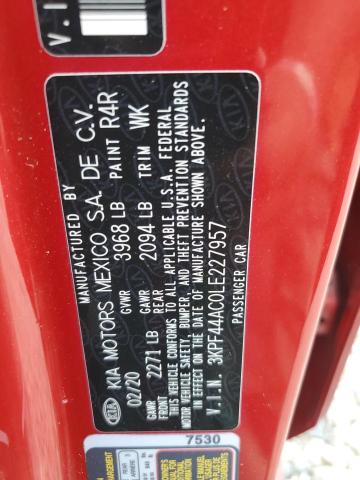 V. I
MANUFACTURED BY
KIA MOTORS MEXICO S.A. DE C.V.
02/20 GVWR 3968 LB PAINT R4R
GAWR FRONT 2271 LB GAWR REAR 2094 LB TRIM WK
THIS VEHICLE CONFORMS TO ALL APPLICABLE U.S.A. FEDERAL
MOTOR VEHICLE SAFETY, BUMPER, AND THEFT PREVENTION STANDARDS
IN EFFECT ON THE DATE OF MANUFACTURE SHOWN ABOVE.
V.I.N. 3KPF44AC0LE227957
PASSENGER CAR
KIA
7530